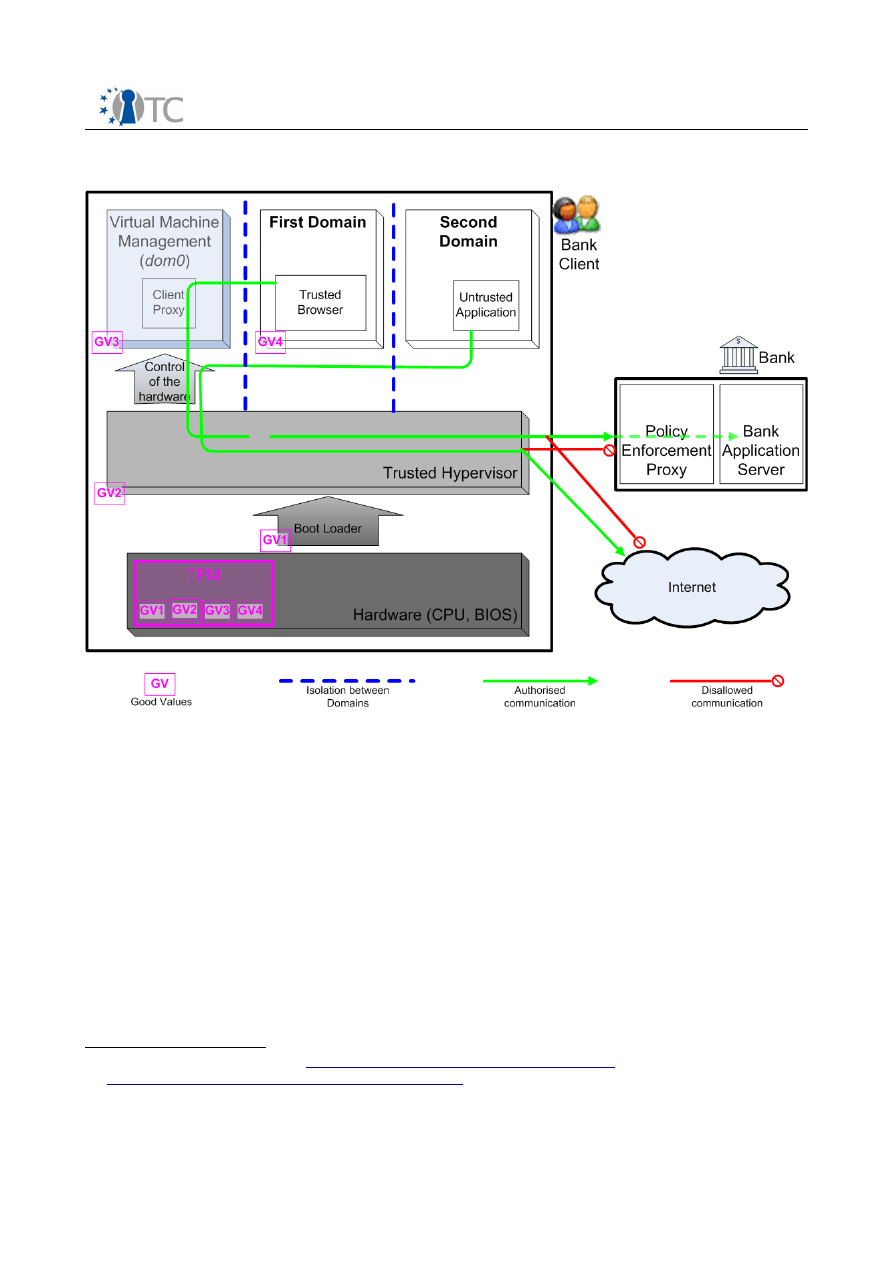 TC
Virtual Machine
Management
(dom0)
Client
Proxy
GV3
First Domain
Trusted
Browser
GV4
Second
Domain
Untrusted
Application
Bank
Client
Control
of the
hardware
Trusted Hypervisor
GV2
Boot Loader
GV1
TPM
GV1 GV2 GV3 GV4
Hardware (CPU, BIOS)
$
Bank
Policy
Enforcement
Proxy
Bank
Application
Server
Internet
GV
Good Values
Isolation between
Domains
Authorised
communication
Disallowed
communication